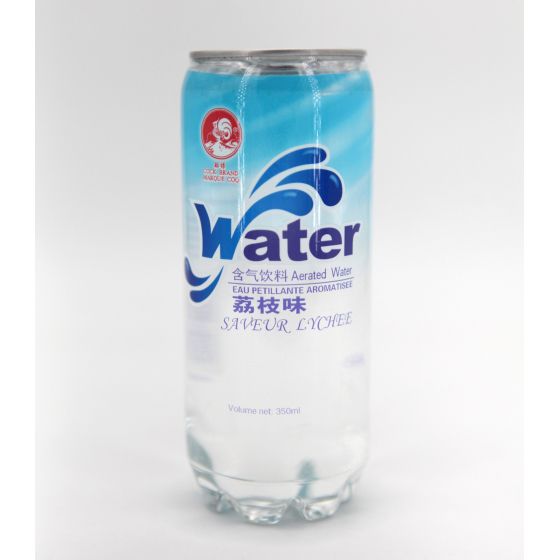 COCK BRAND
MARQUE COQ
Water
含气饮料 Aerated Water
EAU PETILLANTE AROMATISEE
荔枝味
SAVEUR LYCHEE
Volume net: 350ml